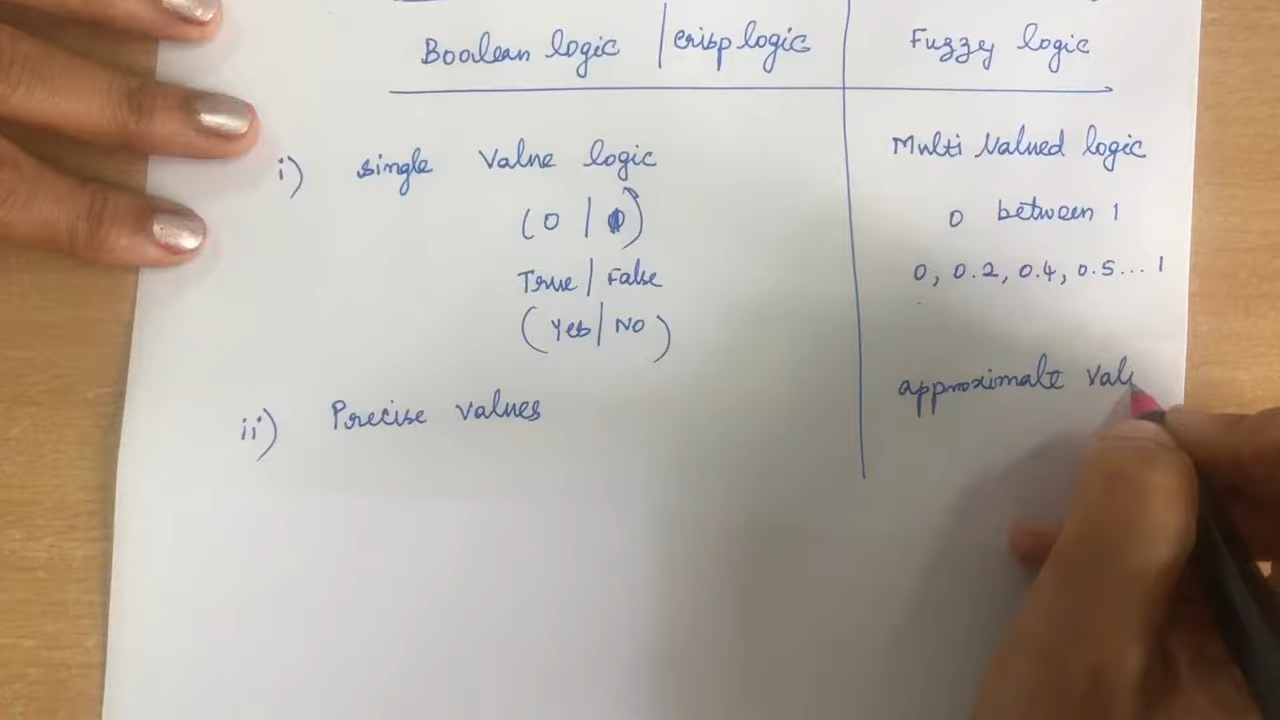 Boolean logic | crisp logic
Fuzzy logic
i) single value logic
Multi Valued logic
(0 | 1)
0 between 1
True | False
0, 0.2, 0.4, 0.5... 1
(Yes | No)
ii) Precise values
approximate val